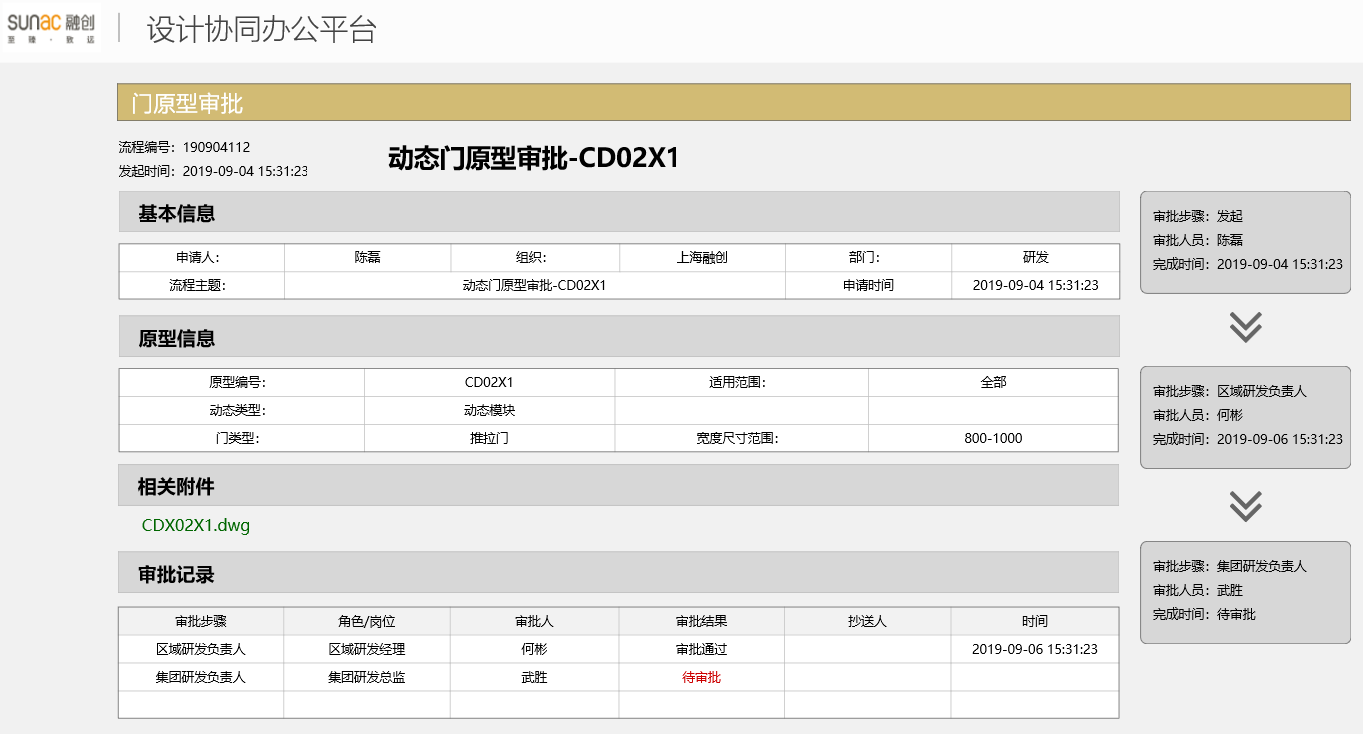 sunac 融创
至臻·致远
设计协同办公平台
门原型审批
流程编号：190904112
发起时间：2019-09-04 15:31:23
动态门原型审批-CD02X1
基本信息
申请人： 陈磊 组织： 上海融创 部门： 研发
流程主题： 动态门原型审批-CD02X1 申请时间 2019-09-04 15:31:23
原型信息
原型编号： CD02X1 适用范围： 全部
动态类型： 动态模块
门类型： 推拉门 宽度尺寸范围： 800-1000
相关附件
CDX02X1.dwg
审批记录
审批步骤 角色/岗位 审批人 审批结果 抄送人 时间
区域研发负责人 区域研发经理 何彬 审批通过 2019-09-06 15:31:23
集团研发负责人 集团研发总监 武胜 待审批
审批步骤：发起
审批人员：陈磊
完成时间：2019-09-04 15:31:23
审批步骤：区域研发负责人
审批人员：何彬
完成时间：2019-09-06 15:31:23
审批步骤：集团研发负责人
审批人员：武胜
完成时间：待审批